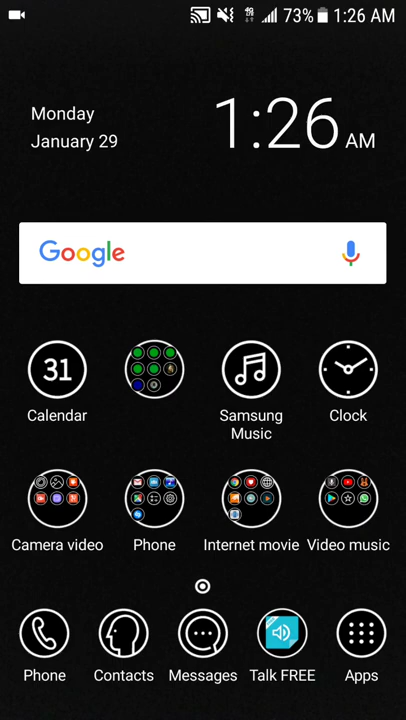 73% 1:26 AM
Monday
January 29
1:26 AM
Google
31
Calendar
Samsung
Music
Clock
Camera video
Phone
Internet movie
Video music
Phone
Contacts
Messages
Talk FREE
Apps